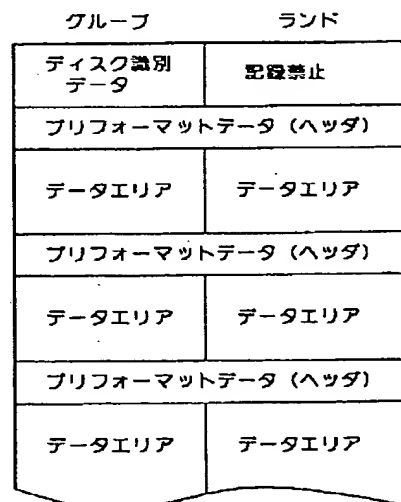 グループ ランド
ディスク識別
データ
記録禁止
プリフォーマットデータ (ヘッダ)
データエリア データエリア
プリフォーマットデータ (ヘッダ)
データエリア データエリア
プリフォーマットデータ (ヘッダ)
データエリア データエリア